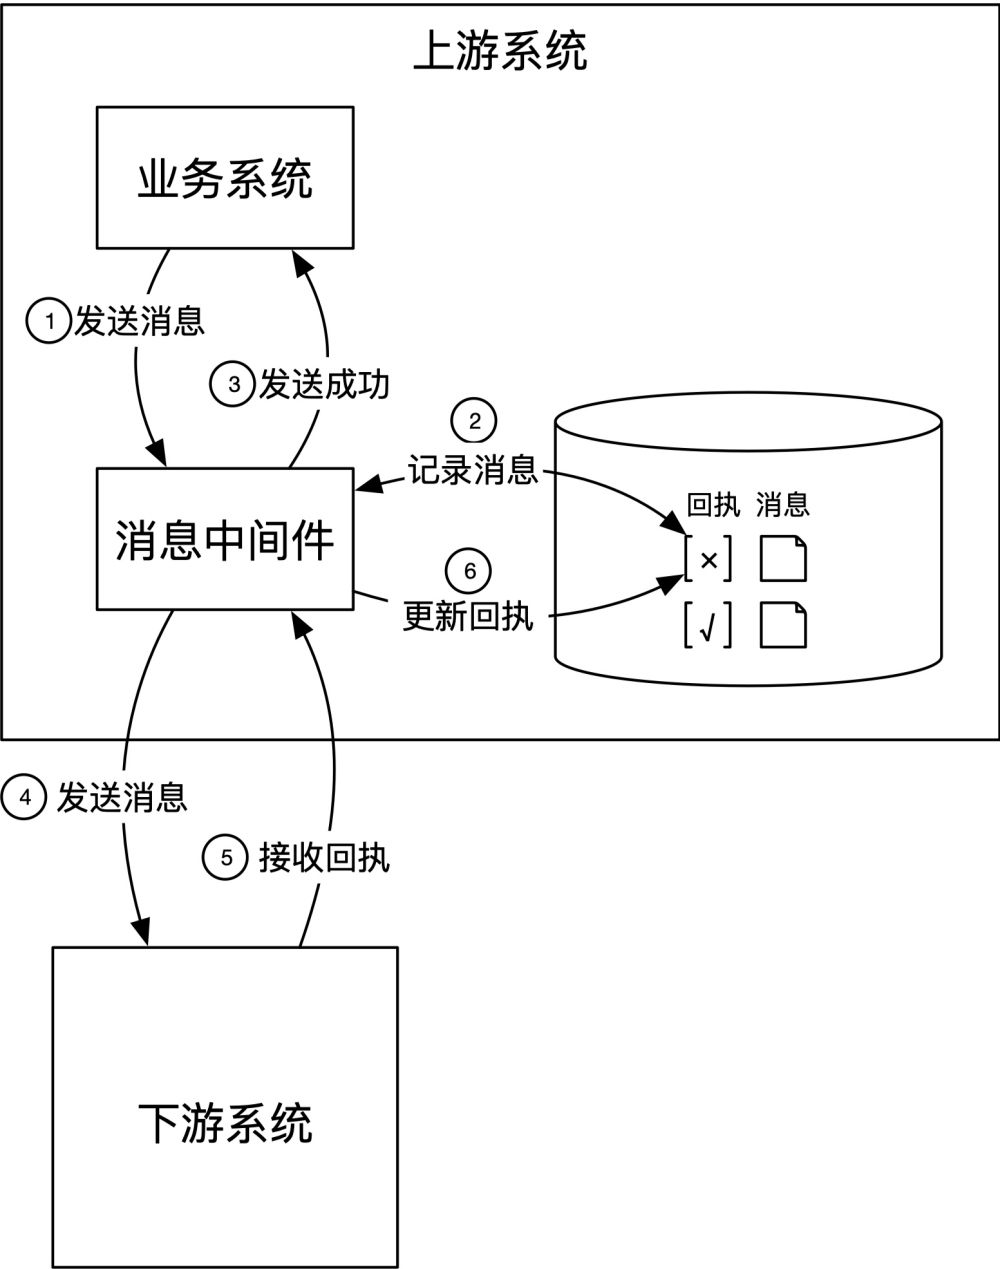 上游系统
业务系统
1 发送消息
3 发送成功
2
记录消息
回执 消息
[×]
消息中间件
6
更新回执
[√]
4 发送消息
5 接收回执
下游系统